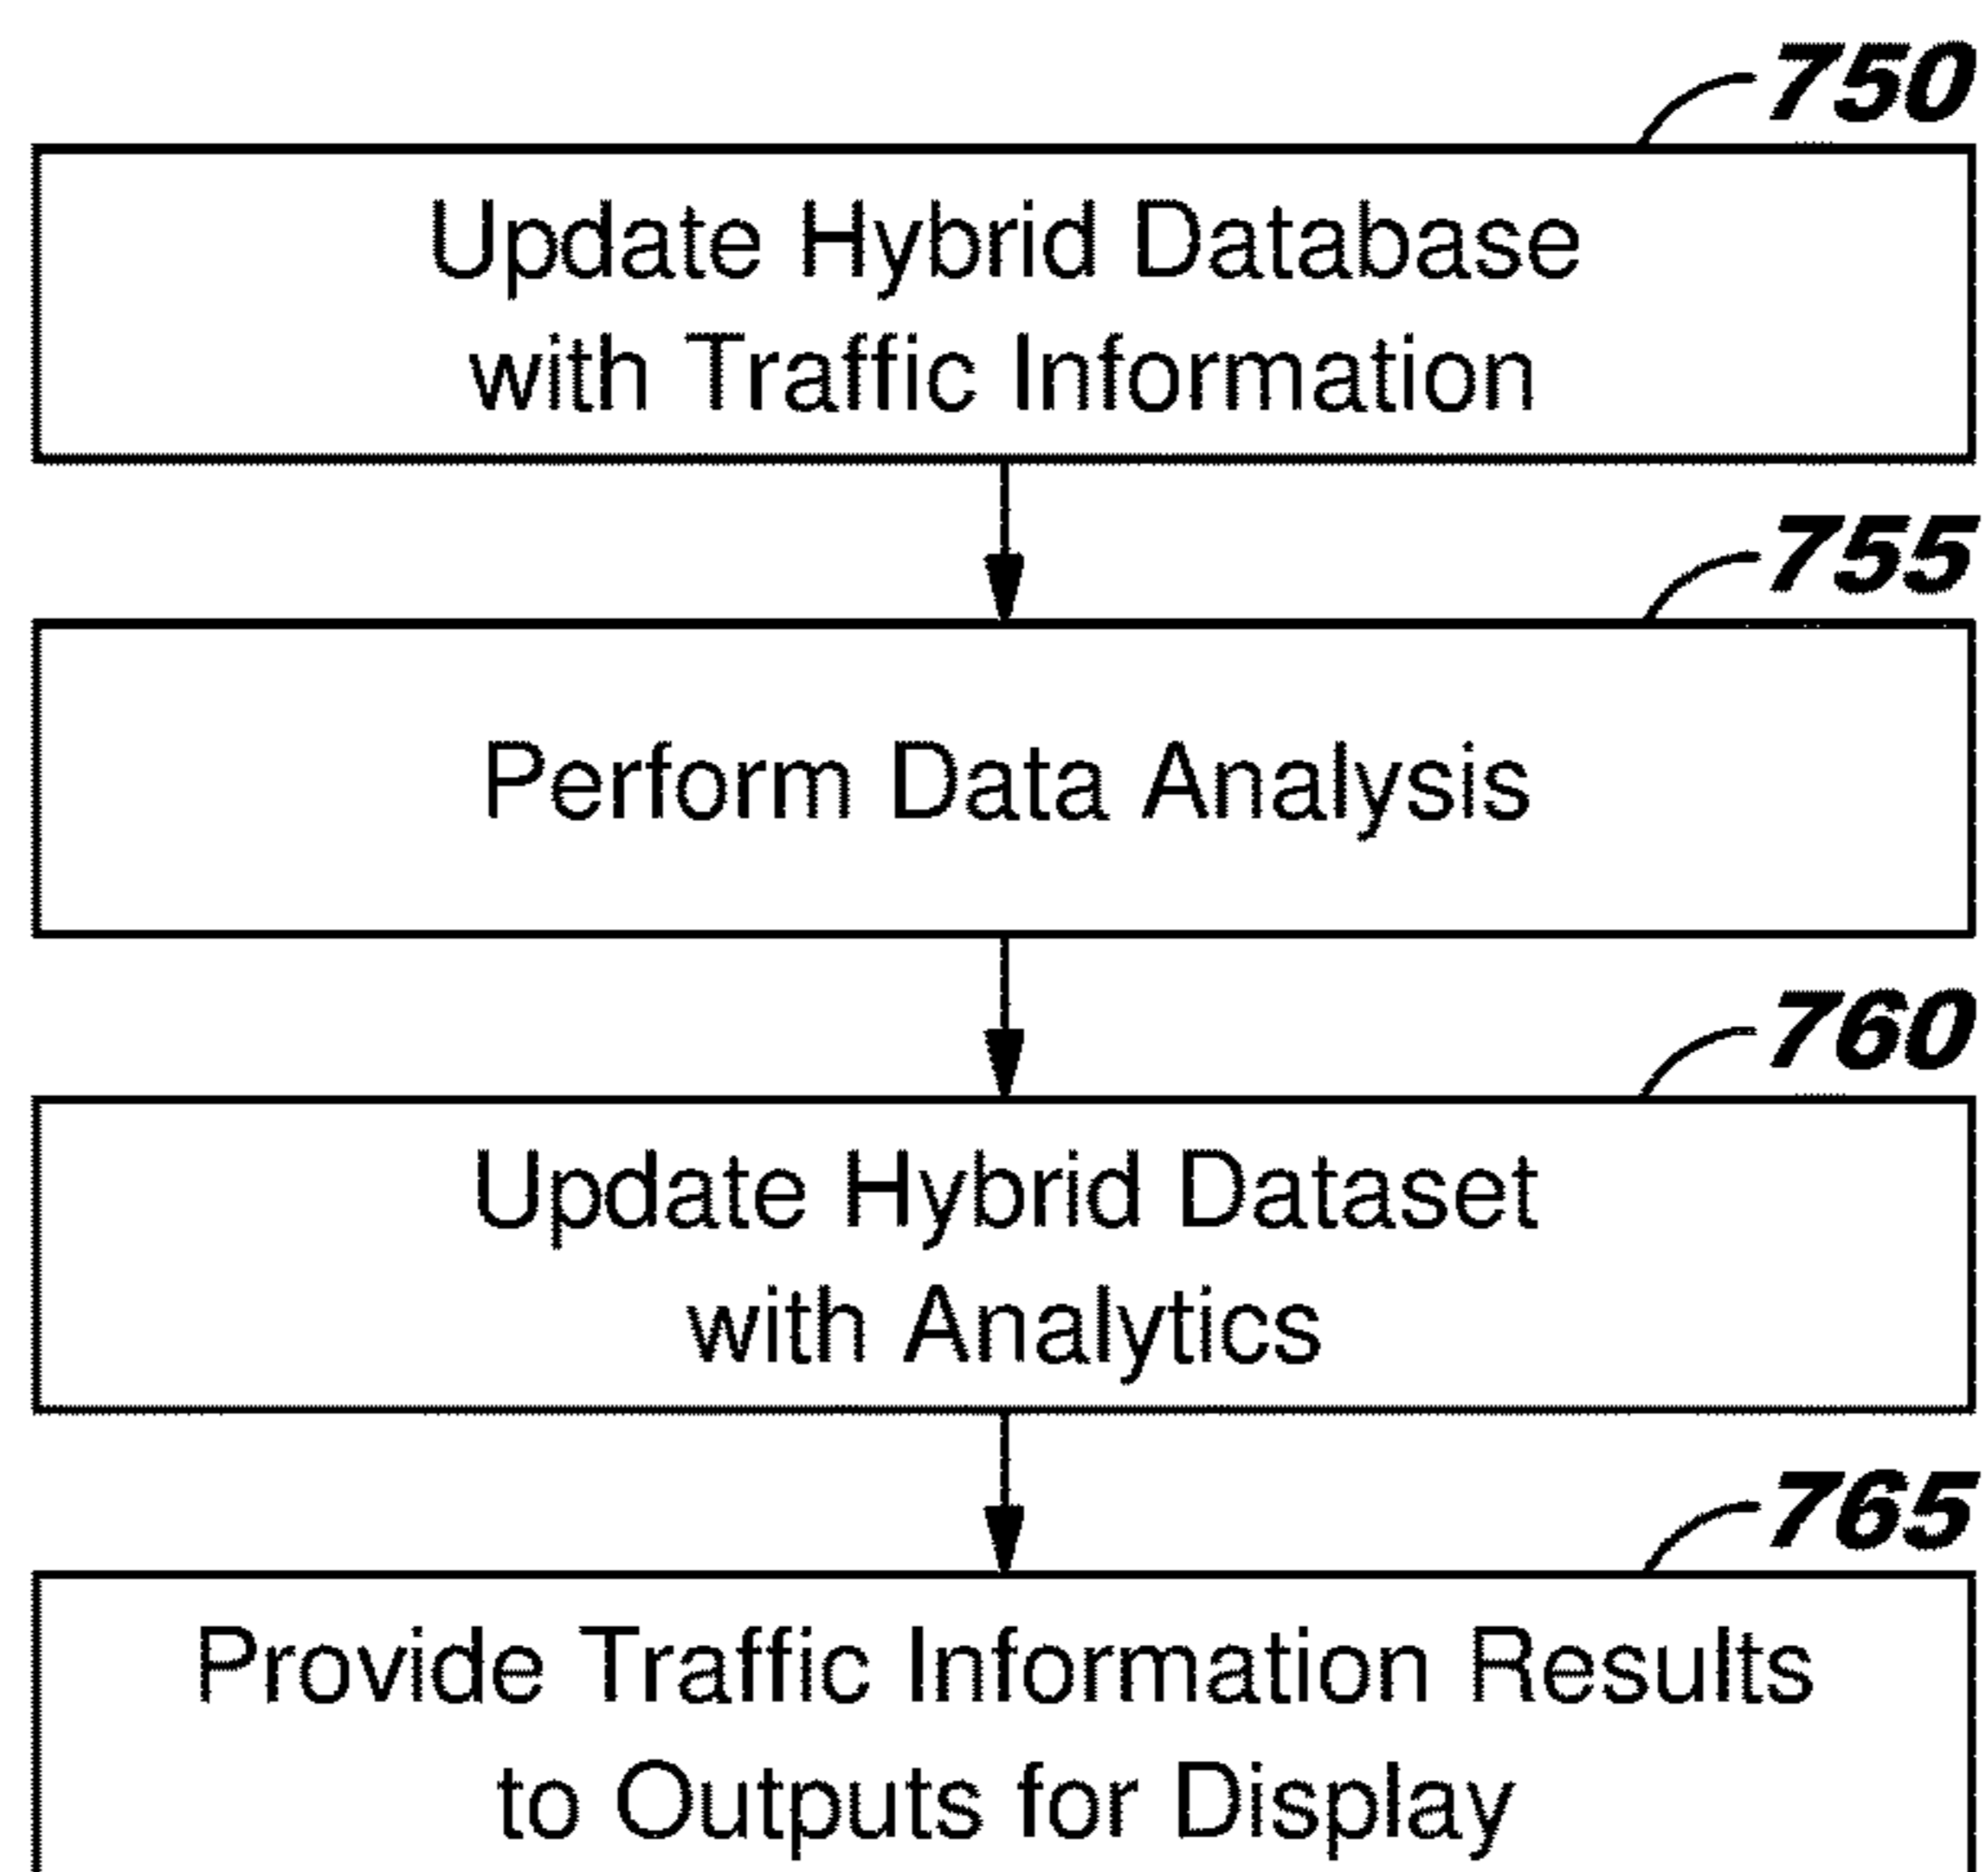 750
Update Hybrid Database
with Traffic Information
755
Perform Data Analysis
760
Update Hybrid Dataset
with Analytics
765
Provide Traffic Information Results
to Outputs for Display